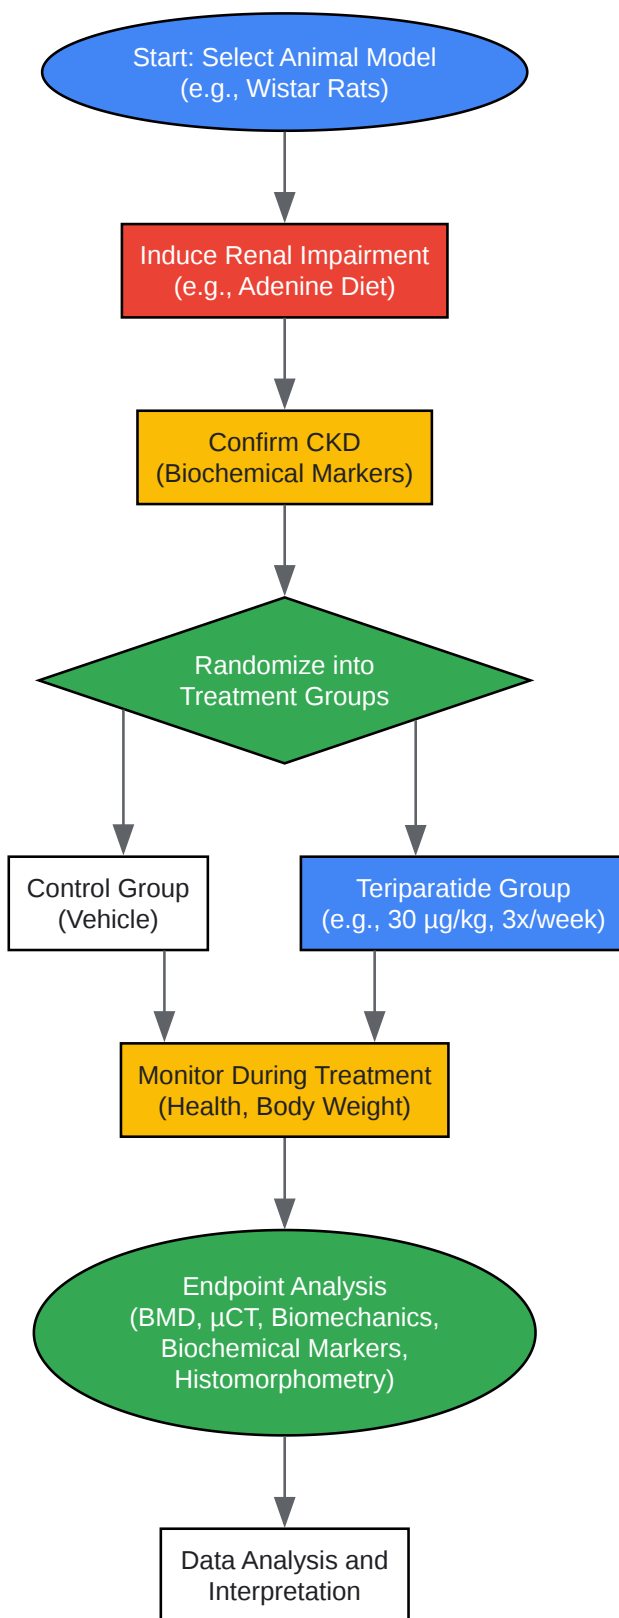 Start: Select Animal Model
(e.g., Wistar Rats)
Induce Renal Impairment
(e.g., Adenine Diet)
Confirm CKD
(Biochemical Markers)
Randomize into
Treatment Groups
Control Group
(Vehicle)
Teriparatide Group
(e.g., 30 µg/kg, 3x/week)
Monitor During Treatment
(Health, Body Weight)
Endpoint Analysis
(BMD, µCT, Biomechanics,
Biochemical Markers,
Histomorphometry)
Data Analysis and
Interpretation